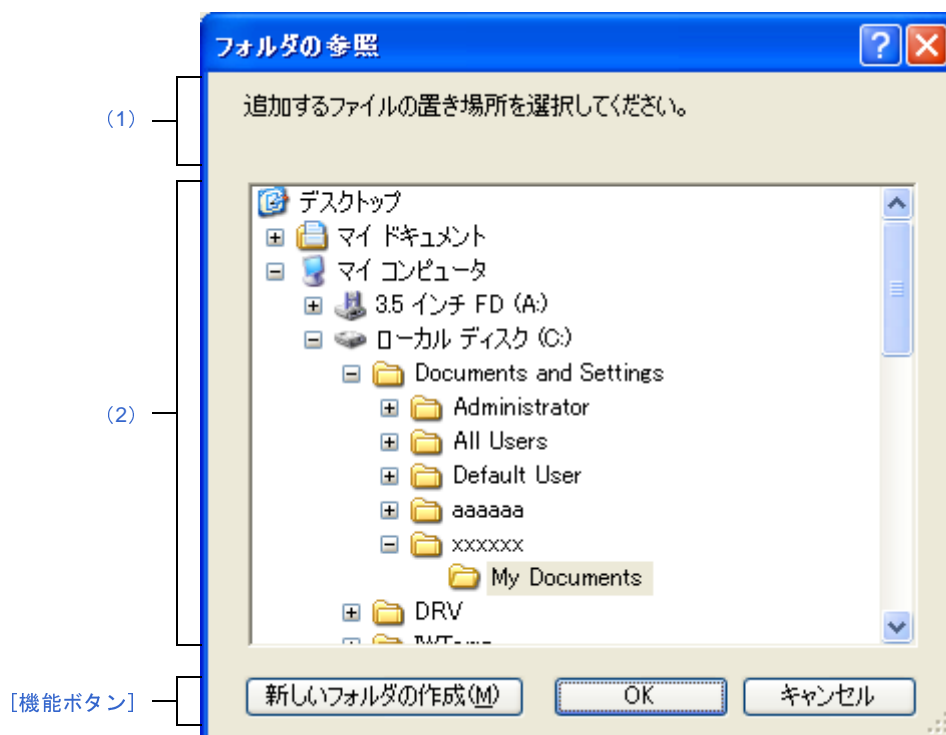 フォルダの参照
(1)
追加するファイルの置き場所を選択してください。
デスクトップ
マイ ドキュメント
マイ コンピュータ
3.5 インチ FD (A:)
ローカル ディスク (C:)
Documents and Settings
Administrator
All Users
(2)
Default User
aaaaaa
xxxxxx
My Documents
DRV
[機能ボタン]
新しいフォルダの作成(M)
OK
キャンセル